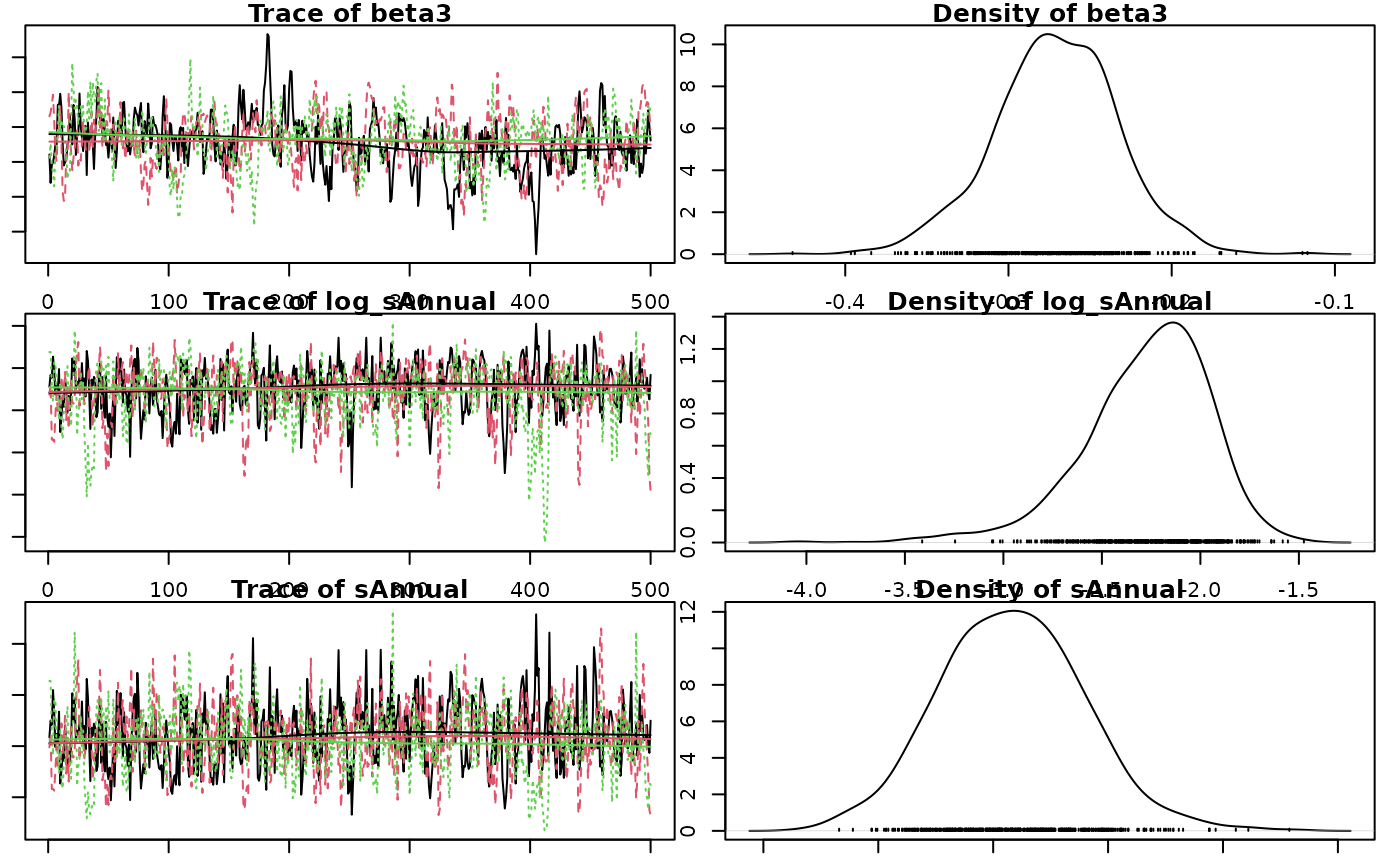 Trace of beta3
Density of beta3
0 2 4 6 8 10
0 100 200 300 400 500
-0.4 -0.3 -0.2 -0.1
Trace of log_sAnnual
Density of log_sAnnual
0.0 0.4 0.8 1.2
0 100 200 300 400 500
-4.0 -3.5 -3.0 -2.5 -2.0 -1.5
Trace of sAnnual
Density of sAnnual
0 2 4 6 8 12